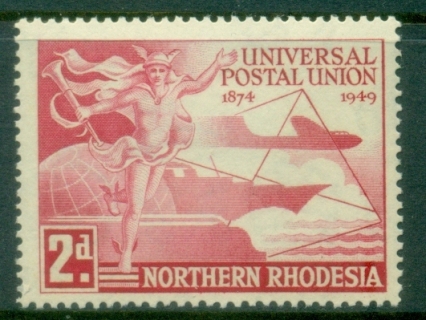 UNIVERSAL
POSTAL UNION
1874 1949
2d.
NORTHERN RHODESIA